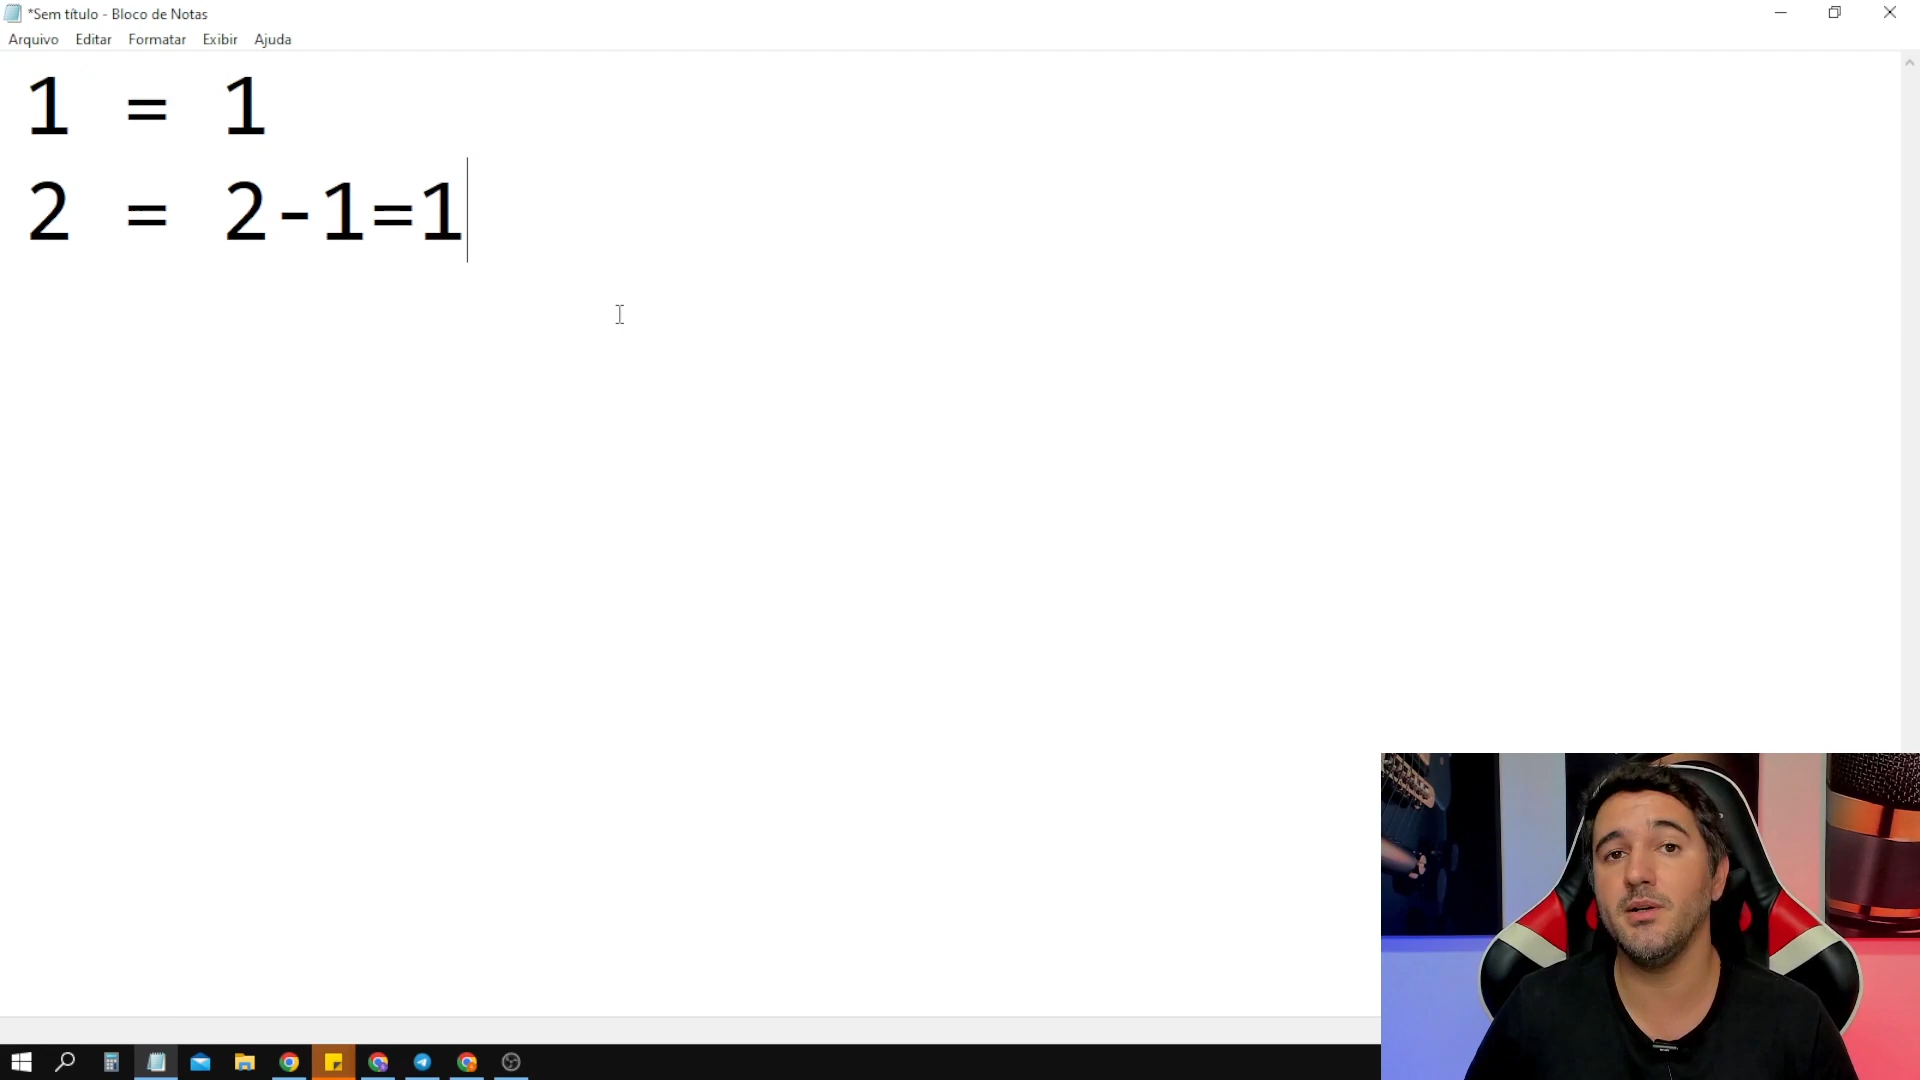 *Sem título - Bloco de Notas
Arquivo Editar Formatar Exibir Ajuda
1 = 1
2 = 2-1=1